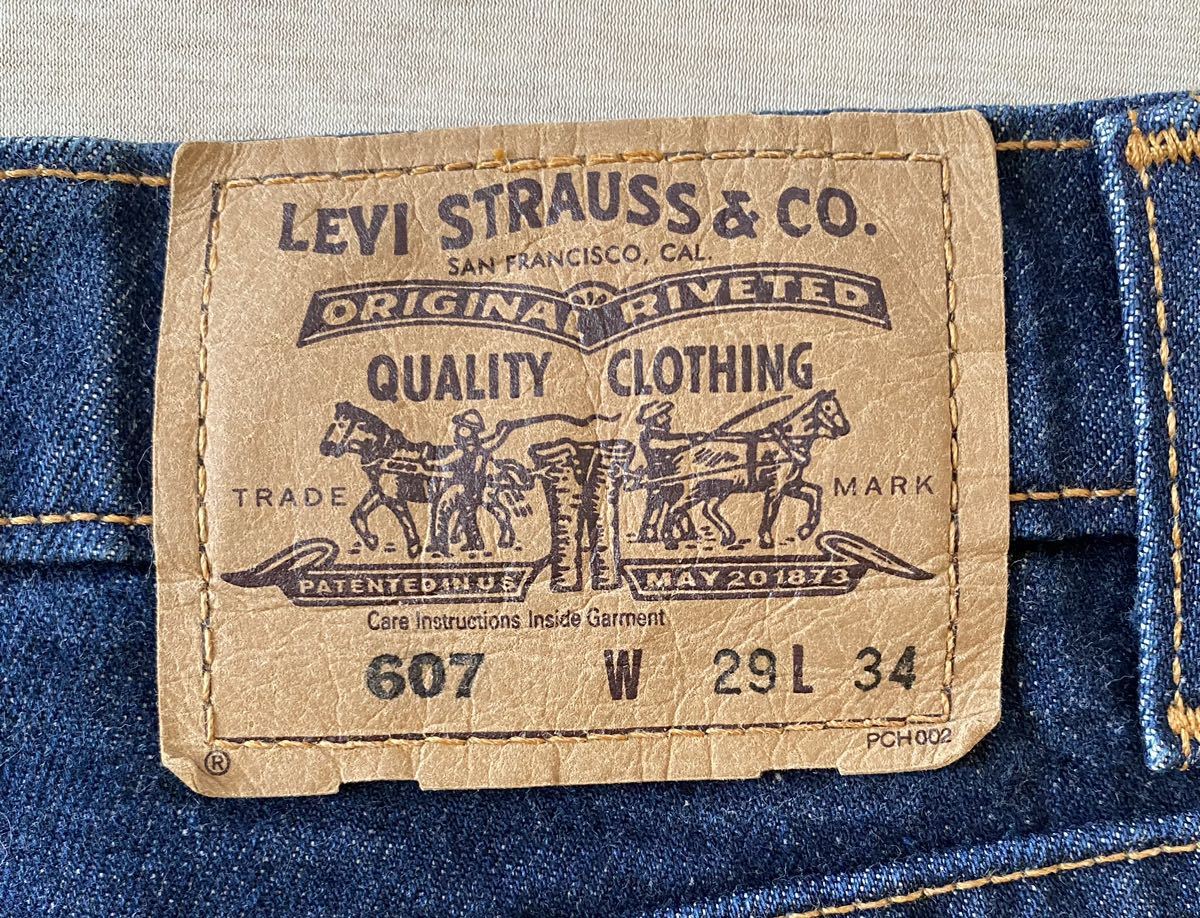 LEVI STRAUSS & CO.
SAN FRANCISCO, CAL.
ORIGINAL RIVETED
QUALITY CLOTHING
TRADE MARK
PATENTED IN US MAY 20 1873
Care Instructions Inside Garment
607 W 29 L 34
PCH002
®